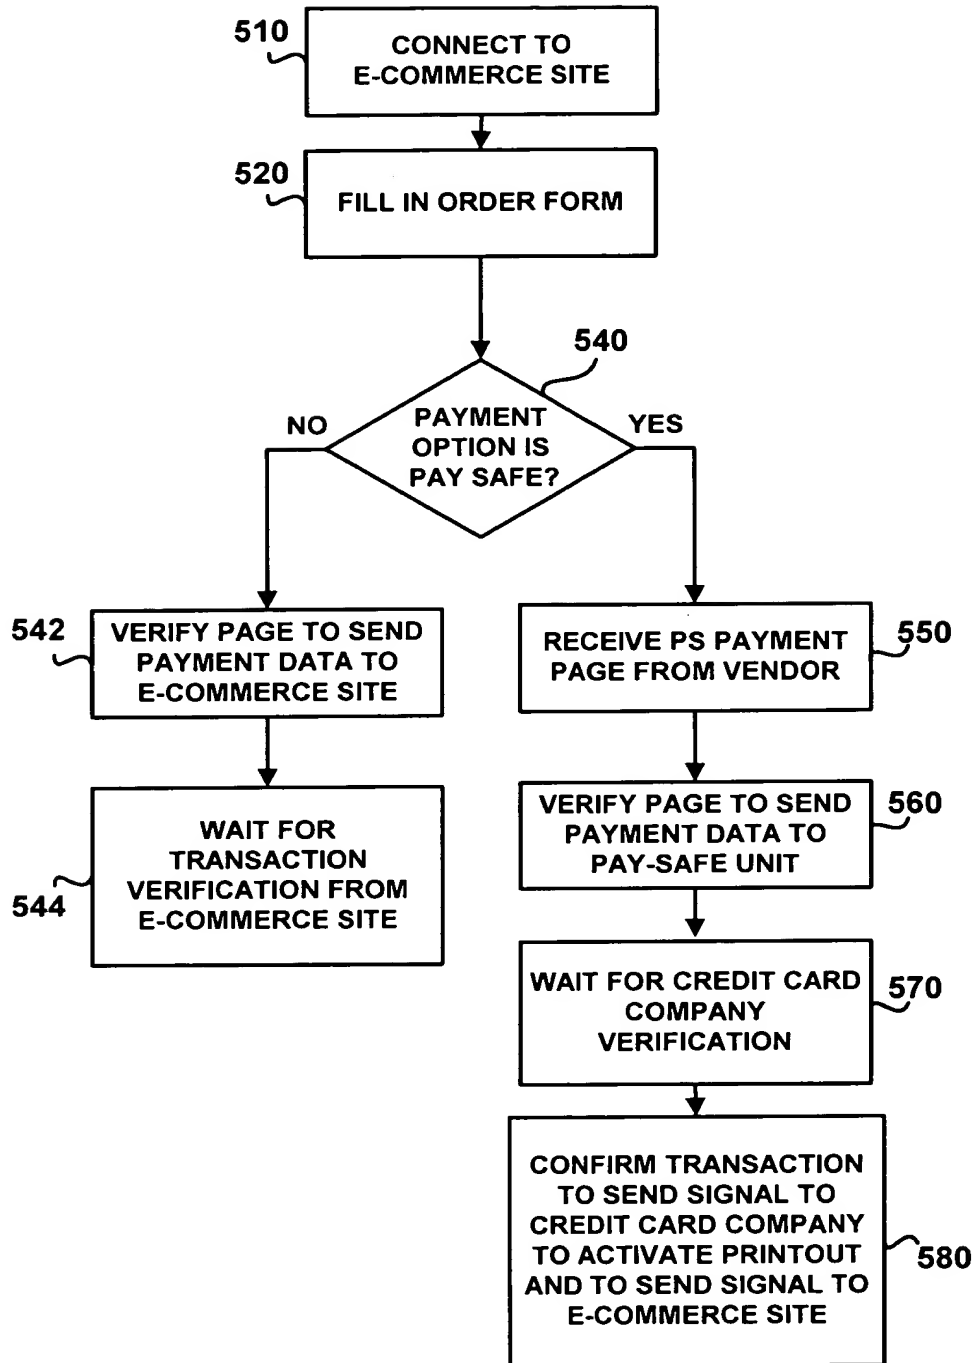 510
CONNECT TO
E-COMMERCE SITE
520
FILL IN ORDER FORM
540
PAYMENT
OPTION IS
PAY SAFE?
NO
YES
542
VERIFY PAGE TO SEND
PAYMENT DATA TO
E-COMMERCE SITE
544
WAIT FOR
TRANSACTION
VERIFICATION FROM
E-COMMERCE SITE
RECEIVE PS PAYMENT
PAGE FROM VENDOR
550
VERIFY PAGE TO SEND
PAYMENT DATA TO
PAY-SAFE UNIT
560
WAIT FOR CREDIT CARD
COMPANY
VERIFICATION
570
CONFIRM TRANSACTION
TO SEND SIGNAL TO
CREDIT CARD COMPANY
TO ACTIVATE PRINTOUT
AND TO SEND SIGNAL TO
E-COMMERCE SITE
580